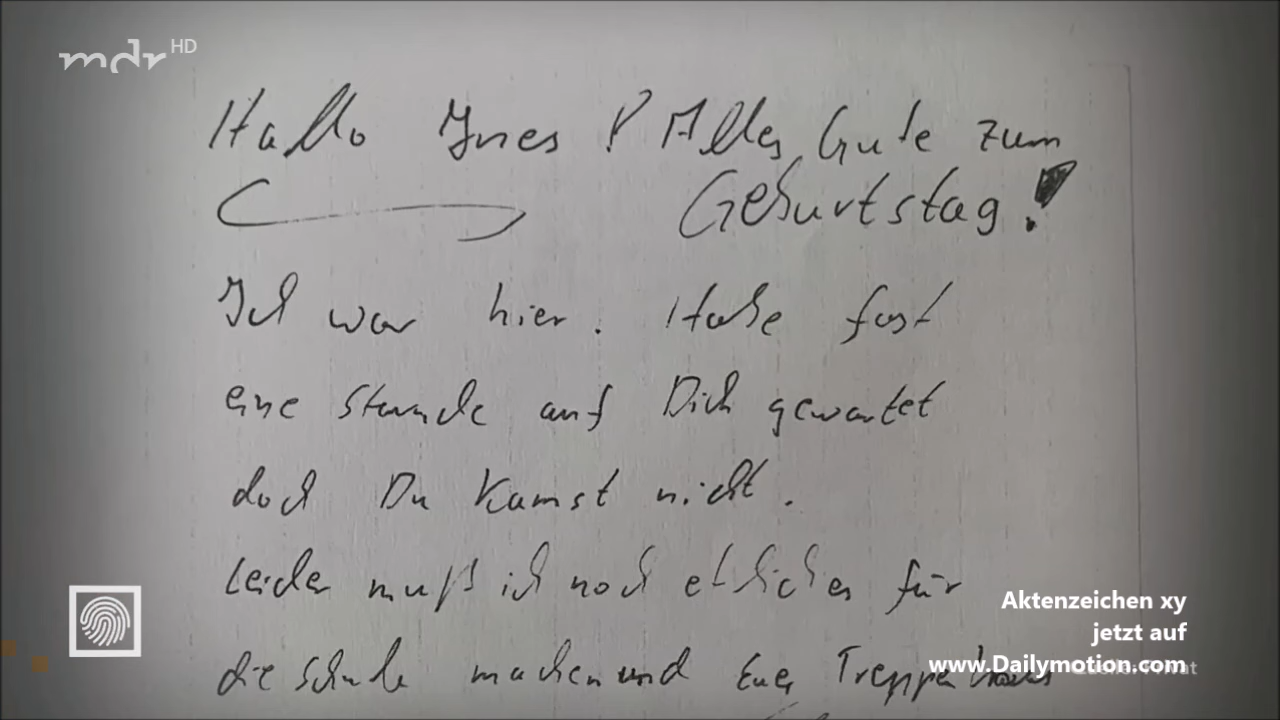 mdr HD
Hallo Ynes ! Alles Gute zum
Geburtstag!
Ich war hier. Habe fast
eine Stunde auf Dich gewartet
doch Du kamst nicht.
Leider muß ich noch etliches für
die Schule machen und Euer Treppenhaus
Aktenzeichen xy
jetzt auf
www.Dailymotion.com